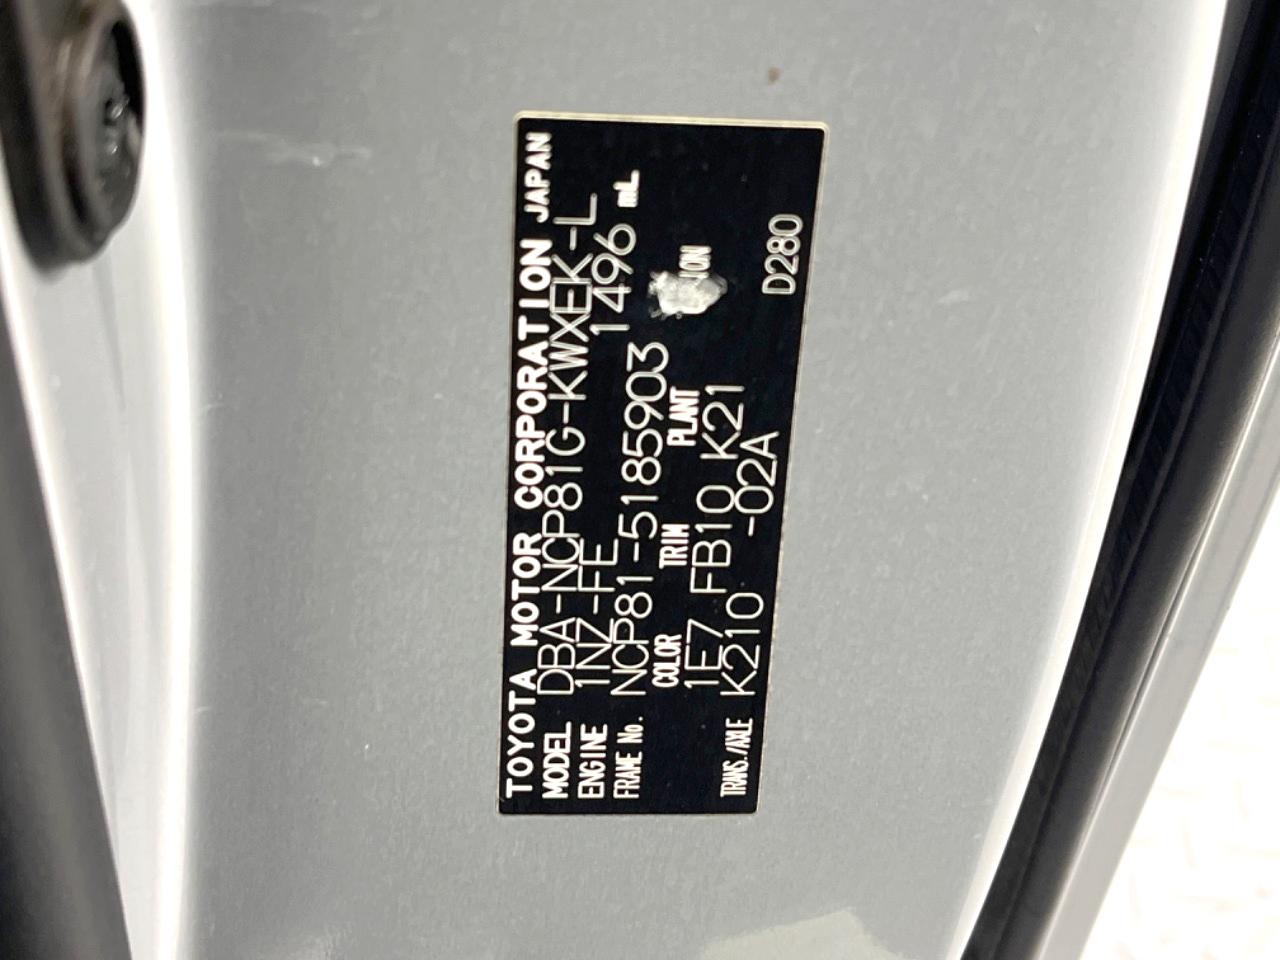 TOYOTA MOTOR CORPORATION JAPAN
MODEL DBA-NCP81G-KWXEK-L
ENGINE 1NZ-FE 1496 mL
FRAME No. NCP81-5185903
COLOR TRIM PLANT
1E7 FB10 K21
TRANS./AXLE K210 -02A D280